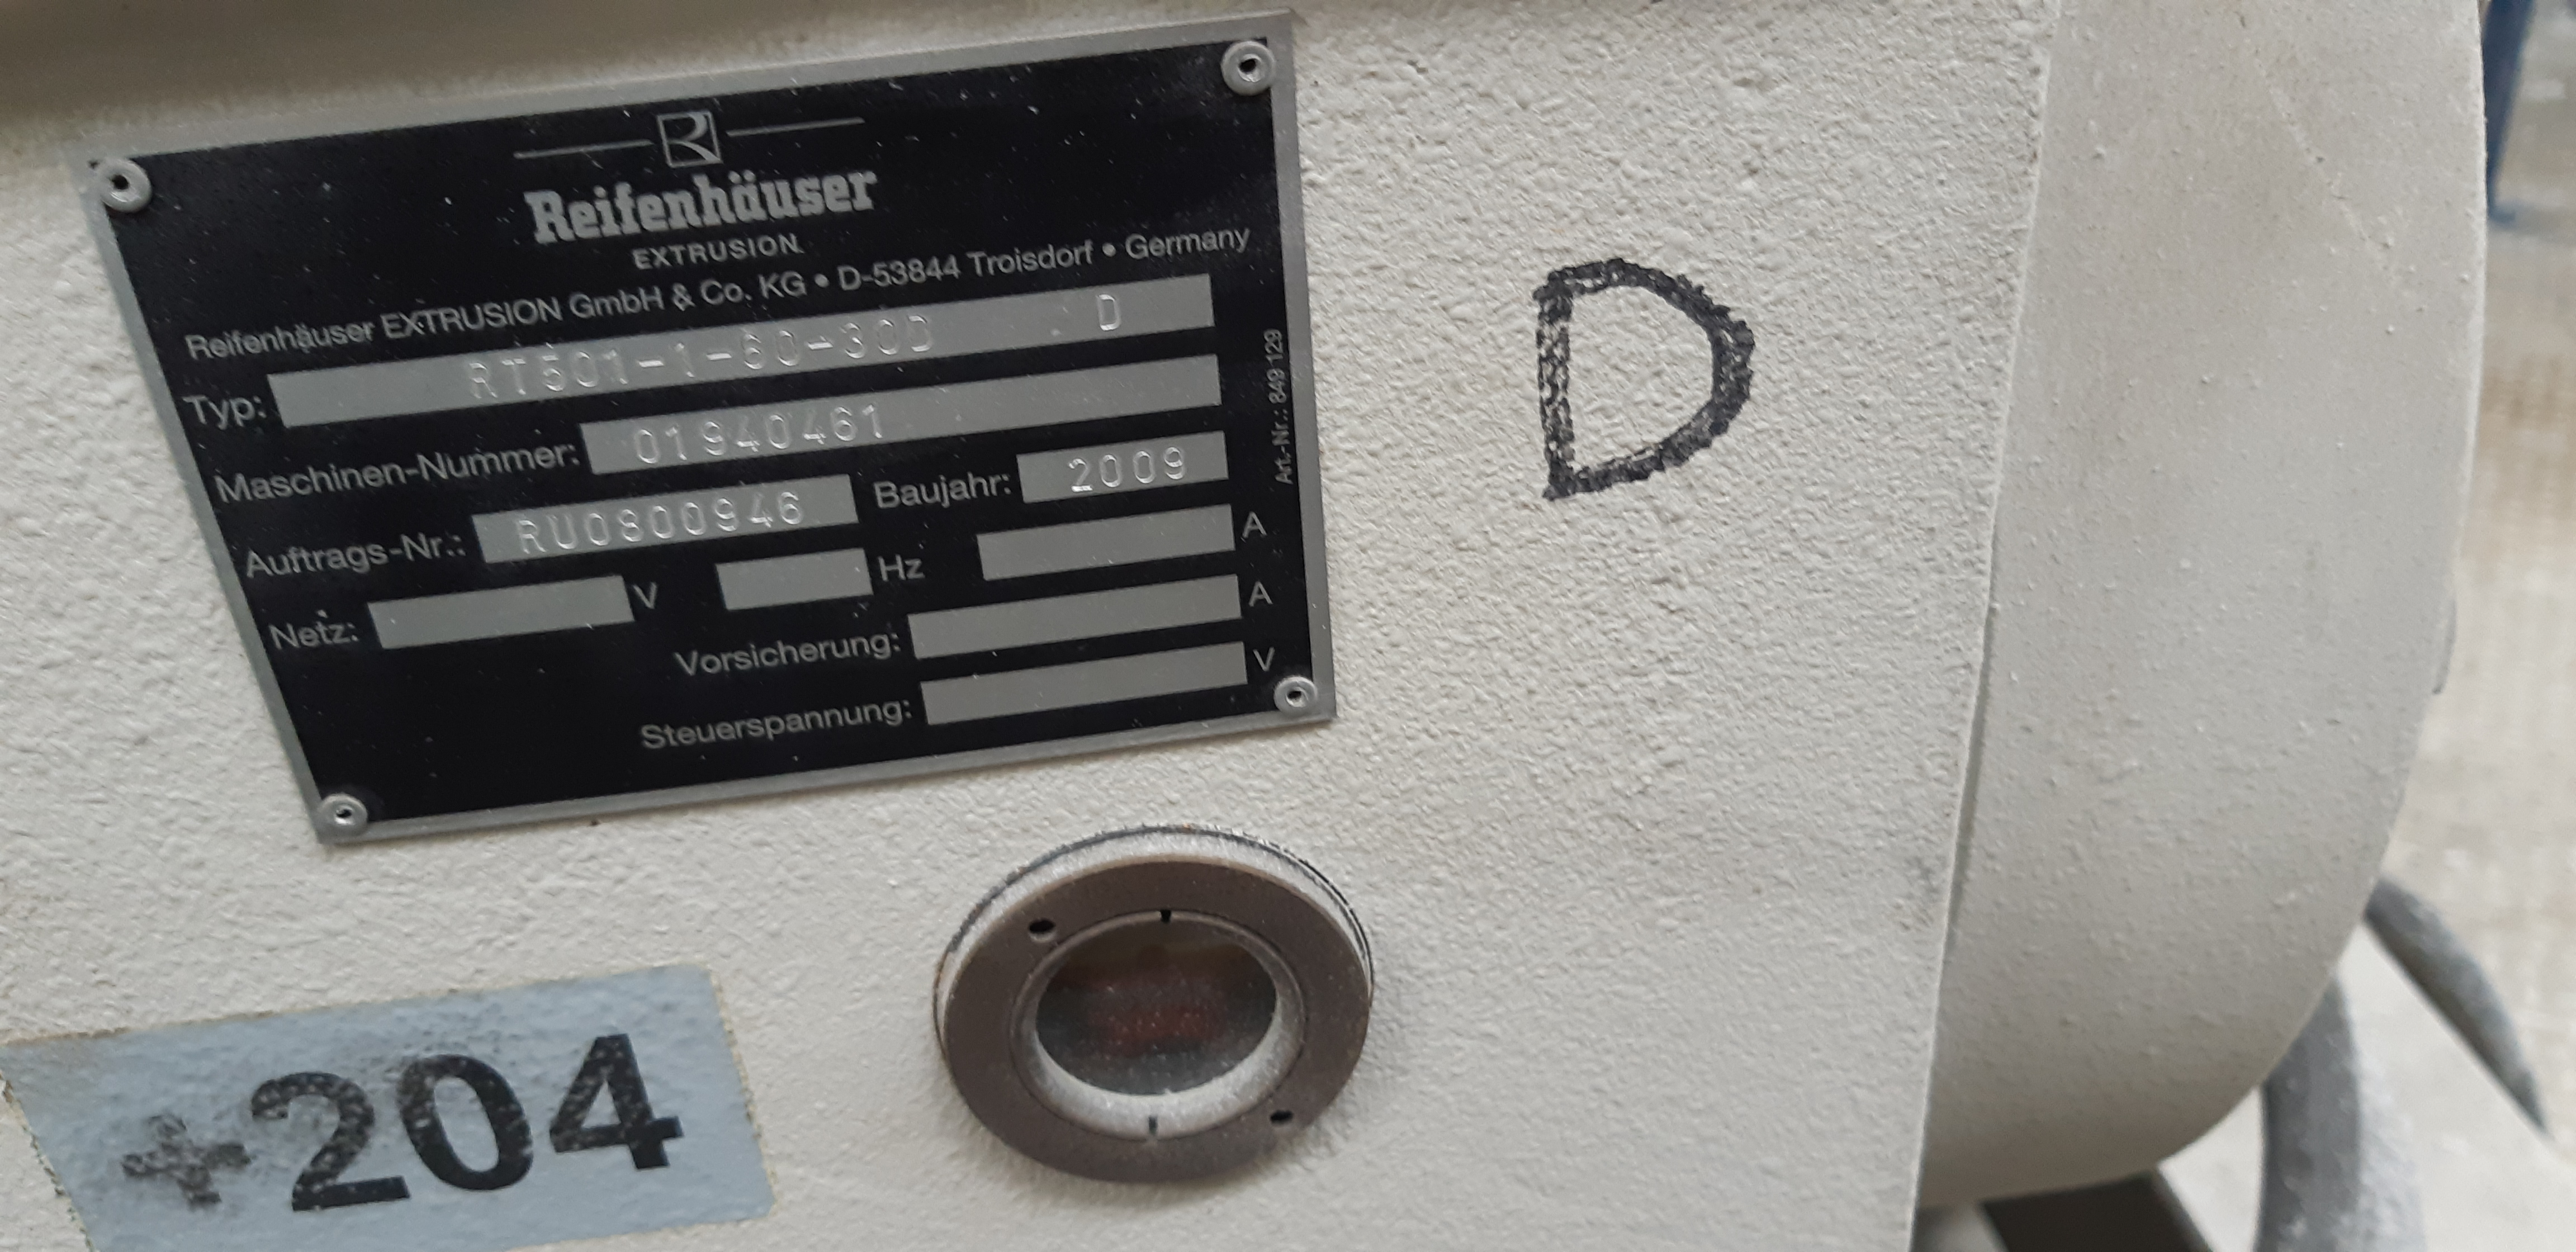 Reifenhäuser
EXTRUSION
Reifenhäuser EXTRUSION GmbH & Co. KG • D-53844 Troisdorf • Germany
Typ: RT501-1-60-30D D
Maschinen-Nummer: 01940461
Auftrags-Nr.: RU0800946 Baujahr: 2009
Netz: V Hz A
Vorsicherung: A
Steuerspannung: V
Art.-Nr.: 849 129
D
+204